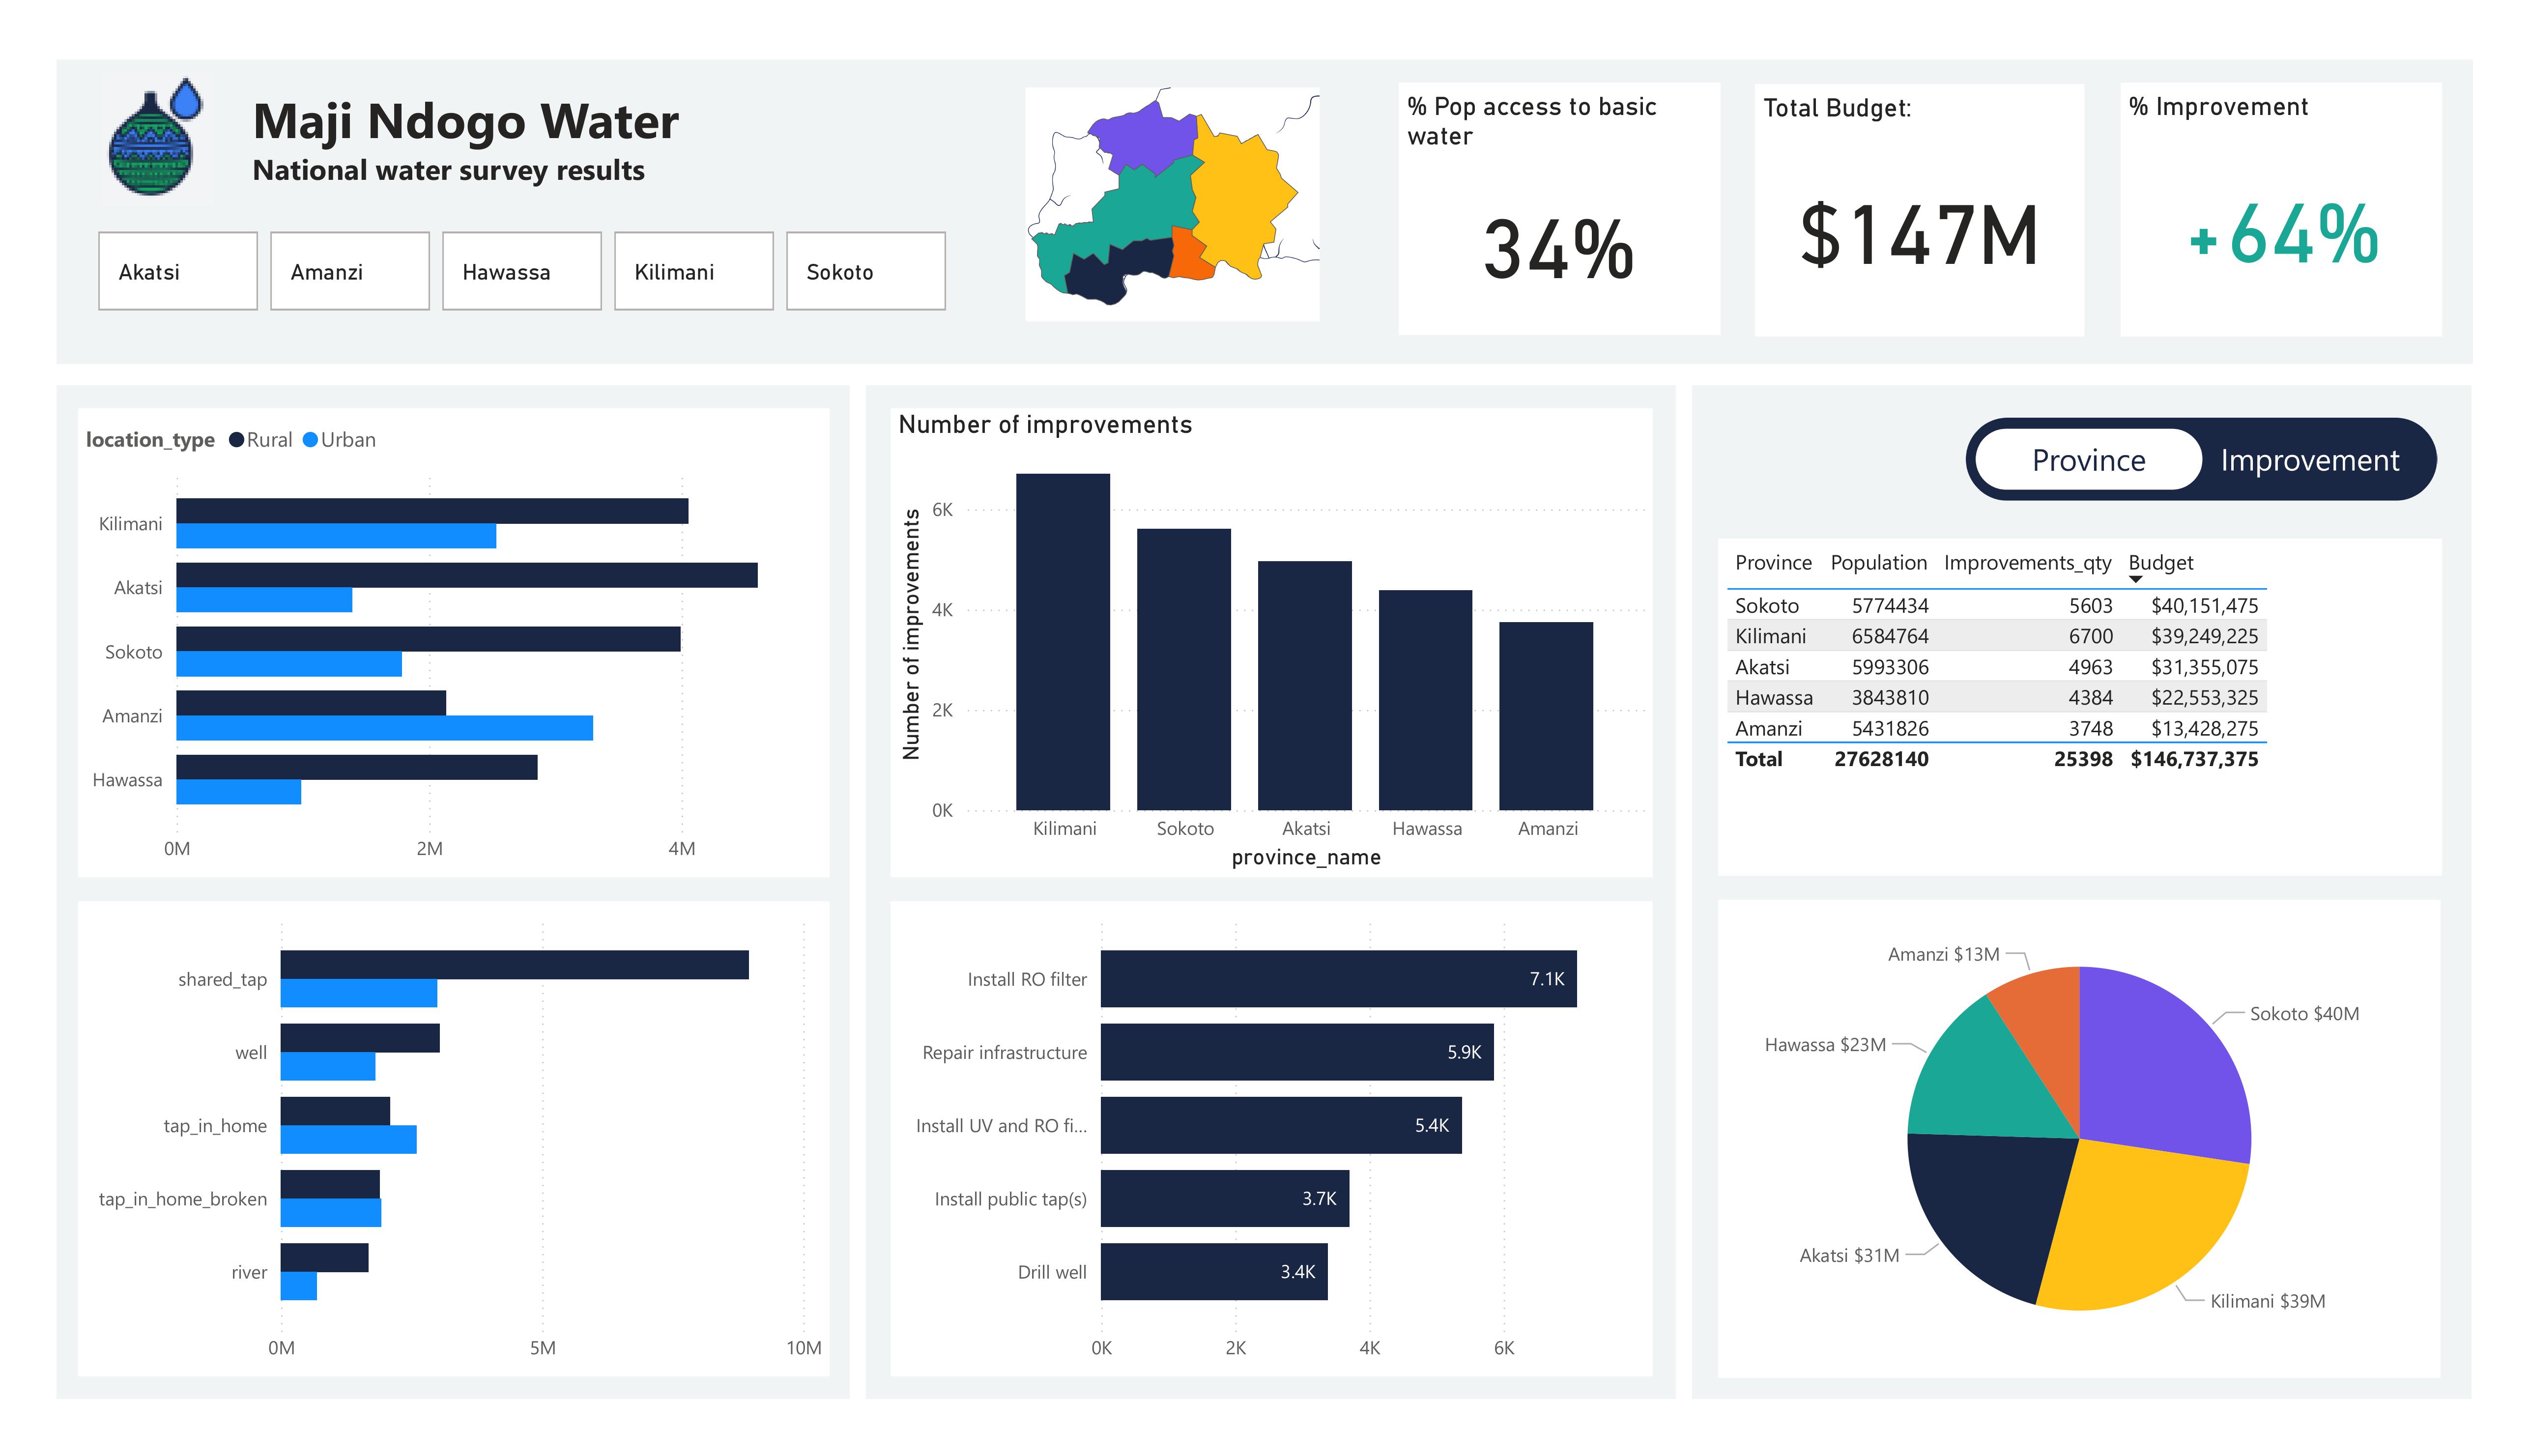 Maji Ndogo Water
National water survey results
Akatsi
Amanzi
Hawassa
Kilimani
Sokoto
% Pop access to basic
water
34%
Total Budget:
$147M
% Improvement
+64%
location_type Rural Urban
Kilimani
Akatsi
Sokoto
Amanzi
Hawassa
0M 2M 4M
shared_tap
well
tap_in_home
tap_in_home_broken
river
0M 5M 10M
Number of improvements
Number of improvements
6K
4K
2K
0K
Kilimani Sokoto Akatsi Hawassa Amanzi
province_name
Install RO filter 7.1K
Repair infrastructure 5.9K
Install UV and RO fi... 5.4K
Install public tap(s) 3.7K
Drill well 3.4K
0K 2K 4K 6K
Province Improvement
Province Population Improvements_qty Budget
Sokoto 5774434 5603 $40,151,475
Kilimani 6584764 6700 $39,249,225
Akatsi 5993306 4963 $31,355,075
Hawassa 3843810 4384 $22,553,325
Amanzi 5431826 3748 $13,428,275
Total 27628140 25398 $146,737,375
Amanzi $13M
Sokoto $40M
Hawassa $23M
Akatsi $31M
Kilimani $39M